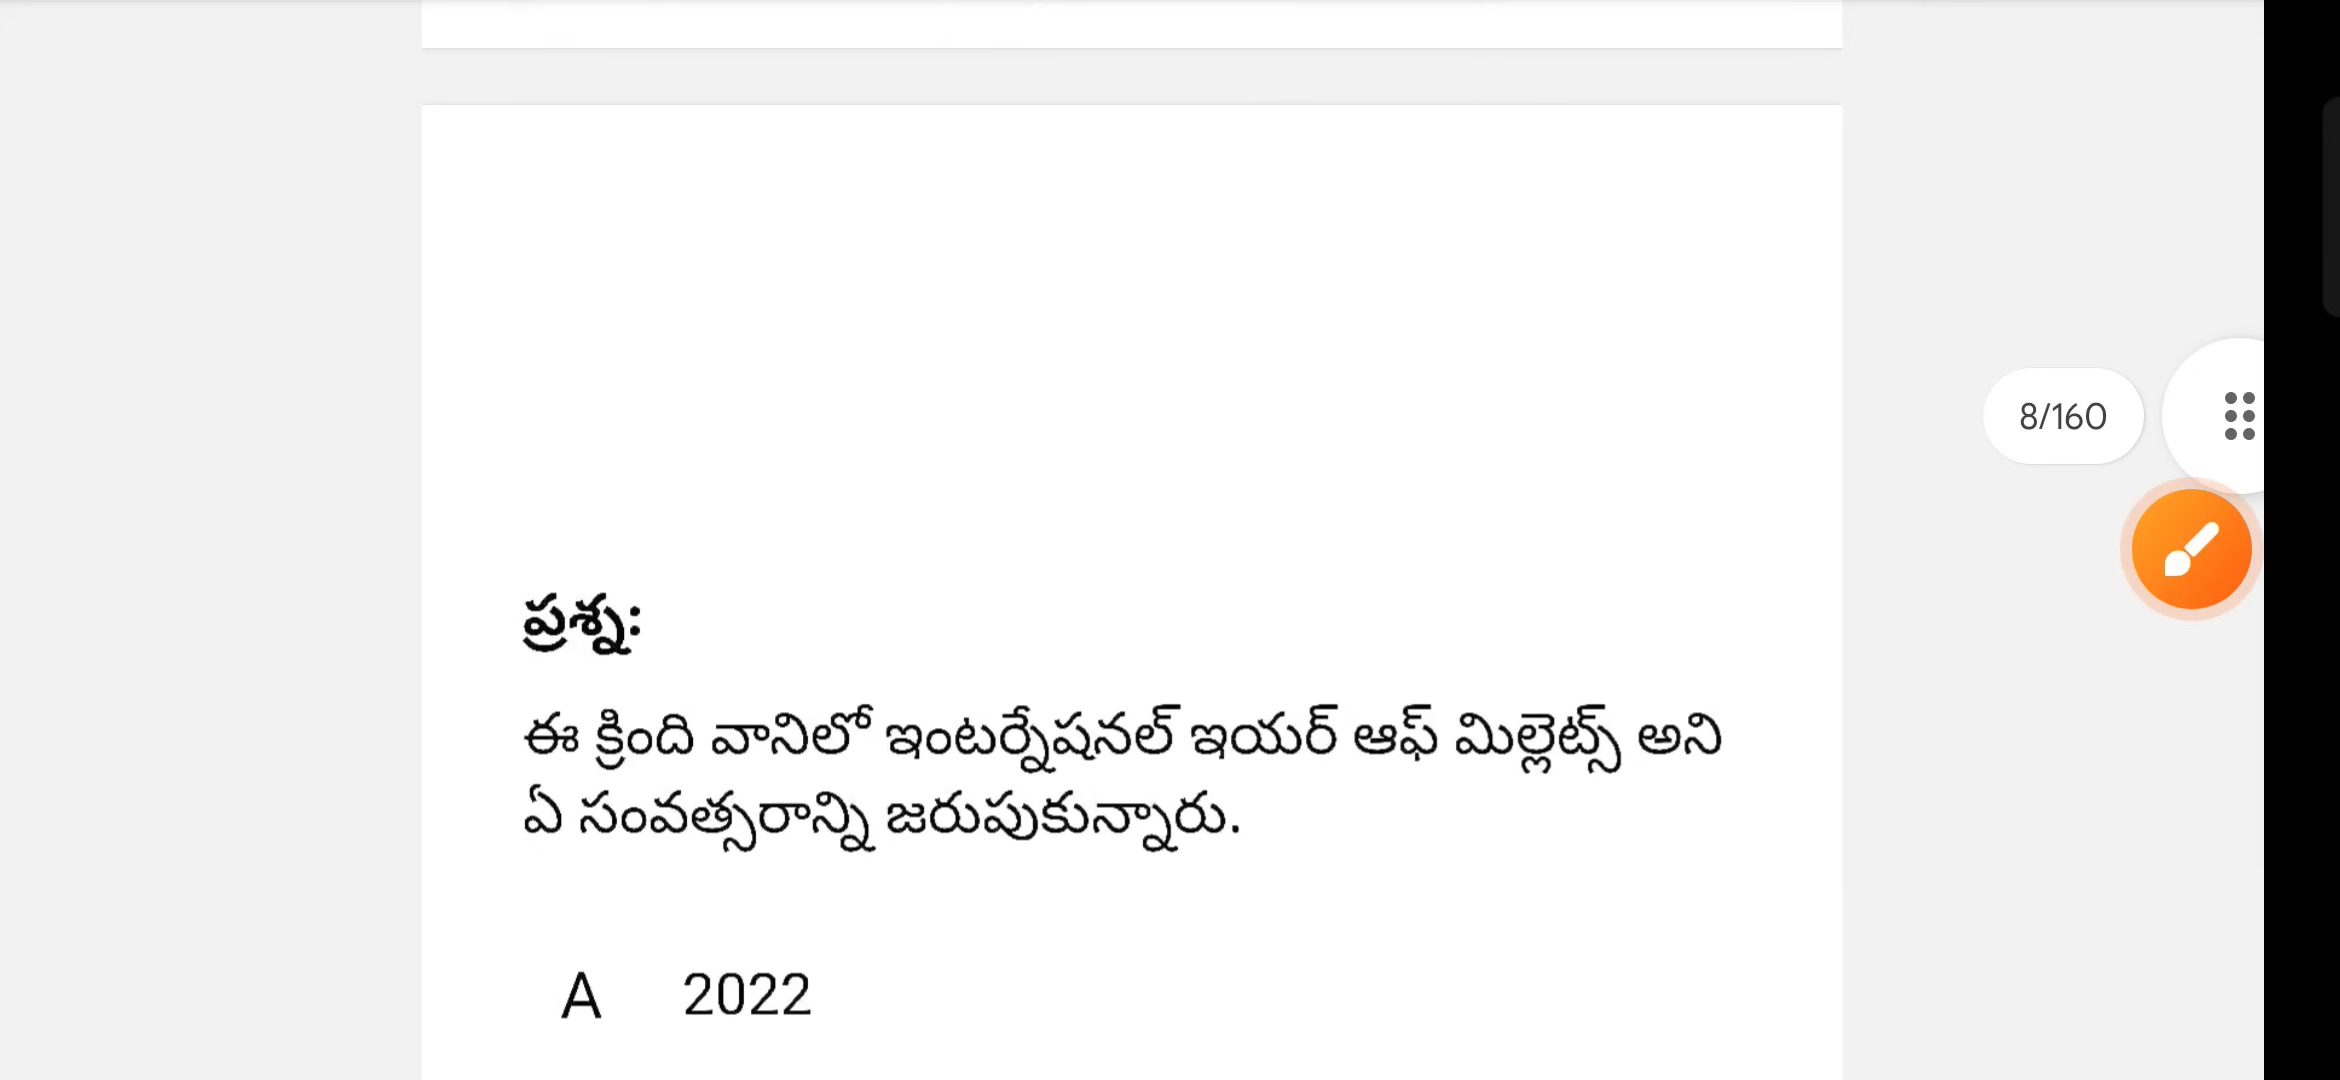 8/160
ప్రశ్న:
ఈ క్రింది వానిలో ఇంటర్నేషనల్ ఇయర్ ఆఫ్ మిల్లెట్స్ అని
ఏ సంవత్సరాన్ని జరుపుకున్నారు.
A 2022